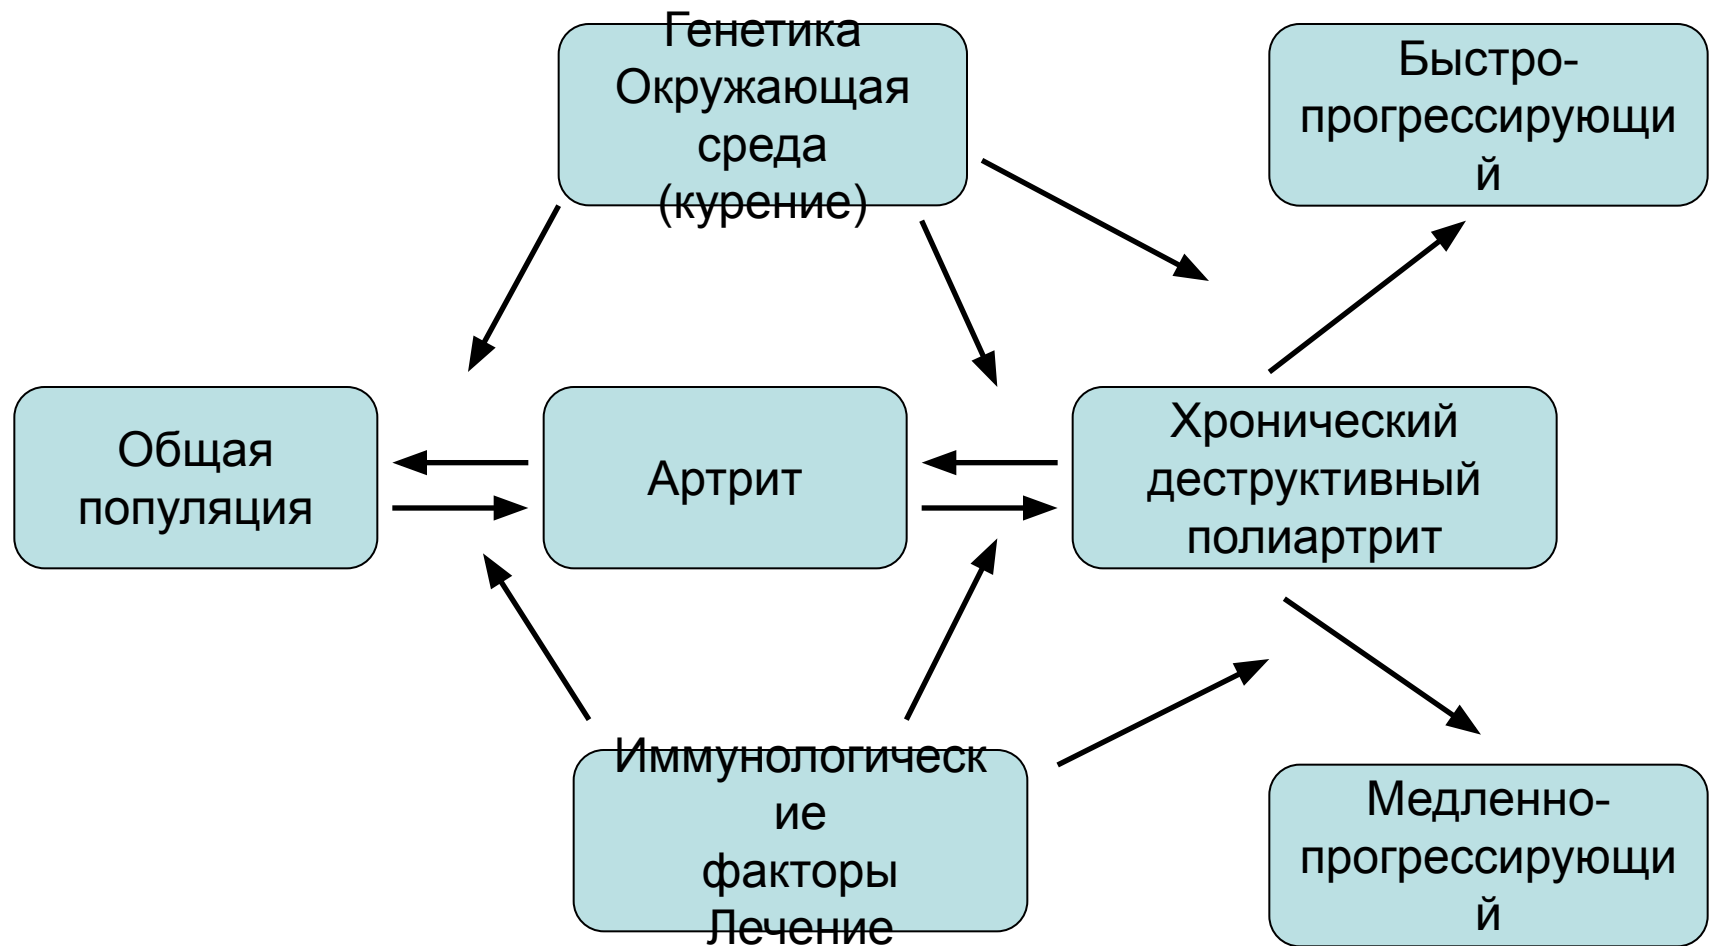 Генетика
Окружающая
среда
(курение)
Быстро-
прогрессирующи
й
Общая
популяция
Артрит
Хронический
деструктивный
полиартрит
Иммунологическ
ие
факторы
Лечение
Медленно-
прогрессирующи
й